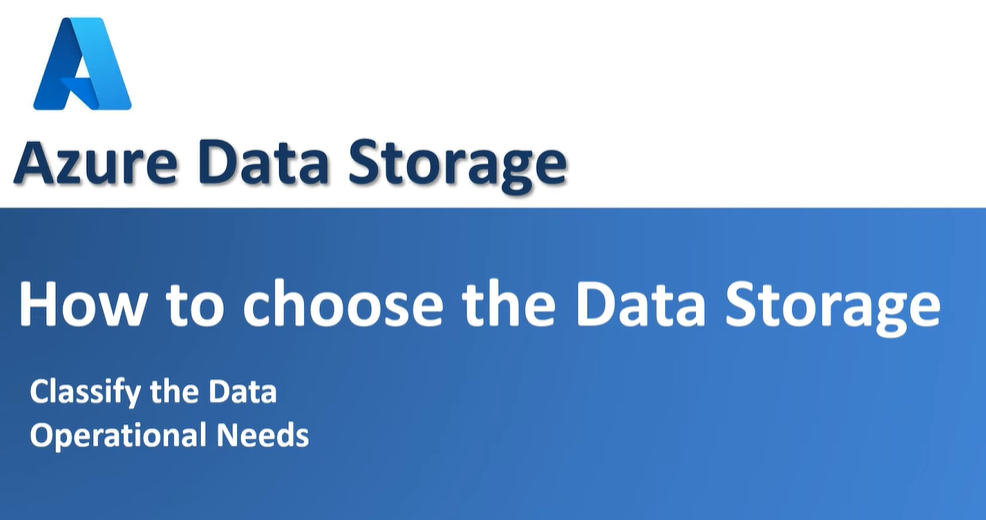 Azure Data Storage
How to choose the Data Storage
Classify the Data
Operational Needs